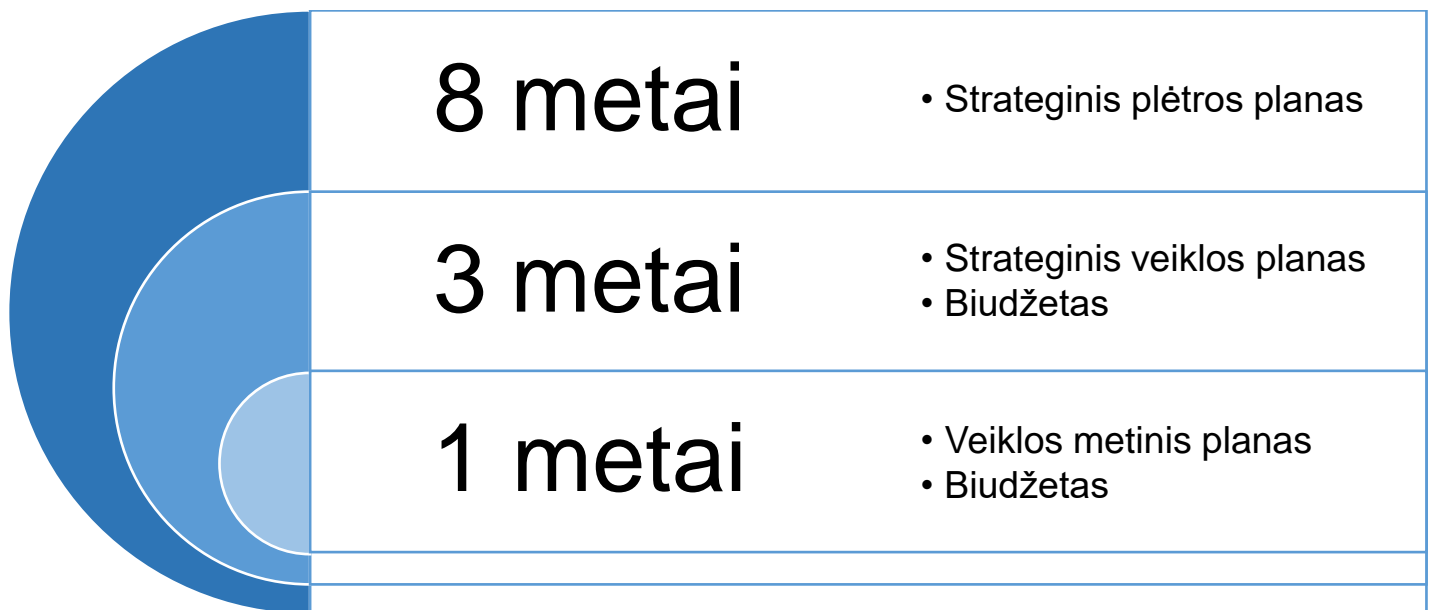 8 metai
• Strateginis plėtros planas
3 metai
• Strateginis veiklos planas
• Biudžetas
1 metai
• Veiklos metinis planas
• Biudžetas